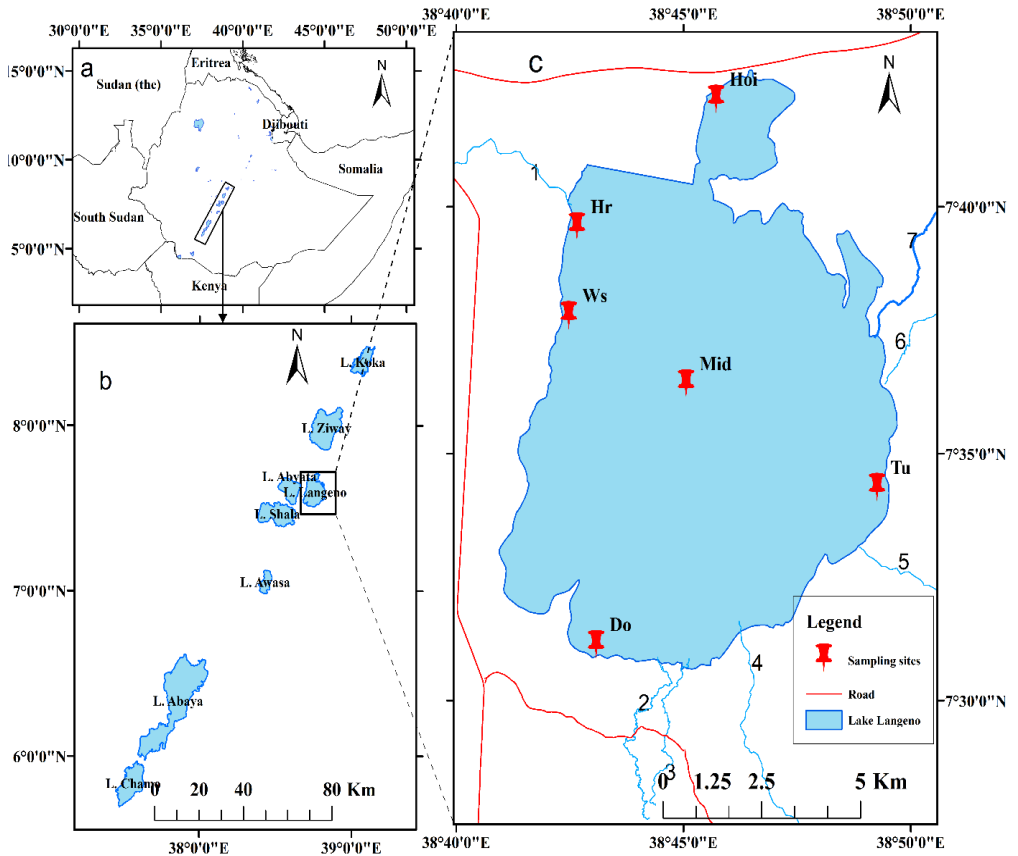 30°0'0"E 35°0'0"E 40°0'0"E 45°0'0"E 50°0'0"E
a
N
Eritrea
Sudan (the)
Djibouti
Somalia
South Sudan
Kenya
15°0'0"N
10°0'0"N
5°0'0"N
b
N
L. Koka
L. Ziway
L. Abyata
L. Langeno
L. Shala
L. Awasa
L. Abaya
L. Chamo
8°0'0"N
7°0'0"N
6°0'0"N
0 20 40 80 Km
38°0'0"E 39°0'0"E
38°40'0"E 38°45'0"E 38°50'0"E
C
N
Hoi
1
Hr
7
Ws
6
Mid
Tu
5
Do
4
2
3
7°40'0"N
7°35'0"N
7°30'0"N
Legend
Sampling sites
Road
Lake Langeno
0 1.25 2.5 5 Km
38°40'0"E 38°45'0"E 38°50'0"E